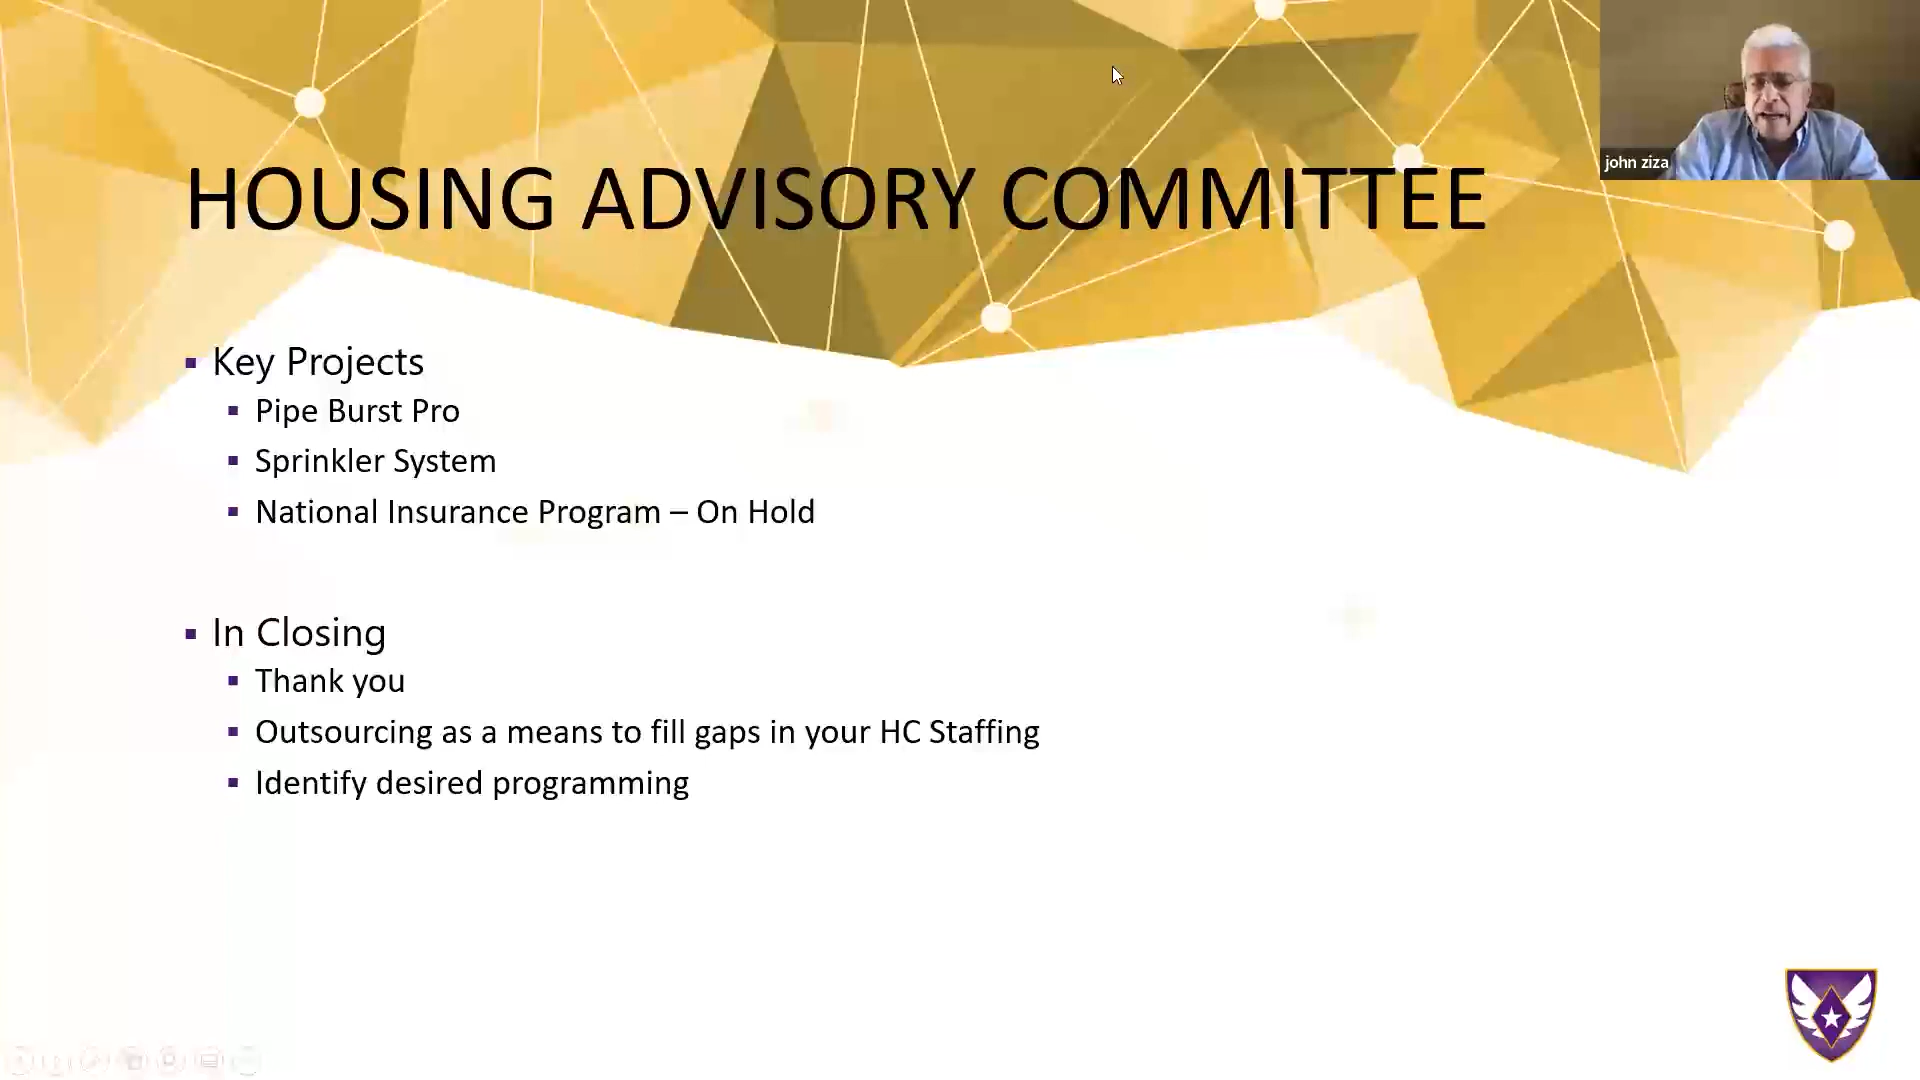 john ziza
HOUSING ADVISORY COMMITTEE
Key Projects
Pipe Burst Pro
Sprinkler System
National Insurance Program – On Hold
In Closing
Thank you
Outsourcing as a means to fill gaps in your HC Staffing
Identify desired programming